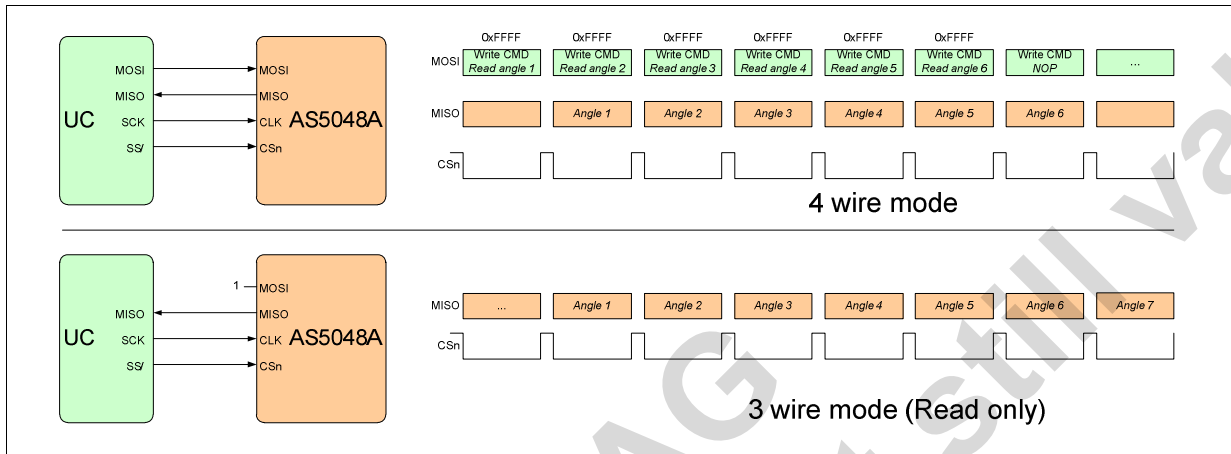 0xFFFF 0xFFFF 0xFFFF 0xFFFF 0xFFFF 0xFFFF
MOSI Write CMD Write CMD Write CMD Write CMD Write CMD Write CMD Write CMD ...
Read angle 1 Read angle 2 Read angle 3 Read angle 4 Read angle 5 Read angle 6 NOP
MISO Angle 1 Angle 2 Angle 3 Angle 4 Angle 5 Angle 6
CSn
4 wire mode
MOSI MOSI
MISO MISO
UC SCK CLK AS5048A
SS/ CSn
1 MOSI
MISO MISO
UC SCK CLK AS5048A
SS/ CSn
MISO ... Angle 1 Angle 2 Angle 3 Angle 4 Angle 5 Angle 6 Angle 7
CSn
3 wire mode (Read only)
AG
still val